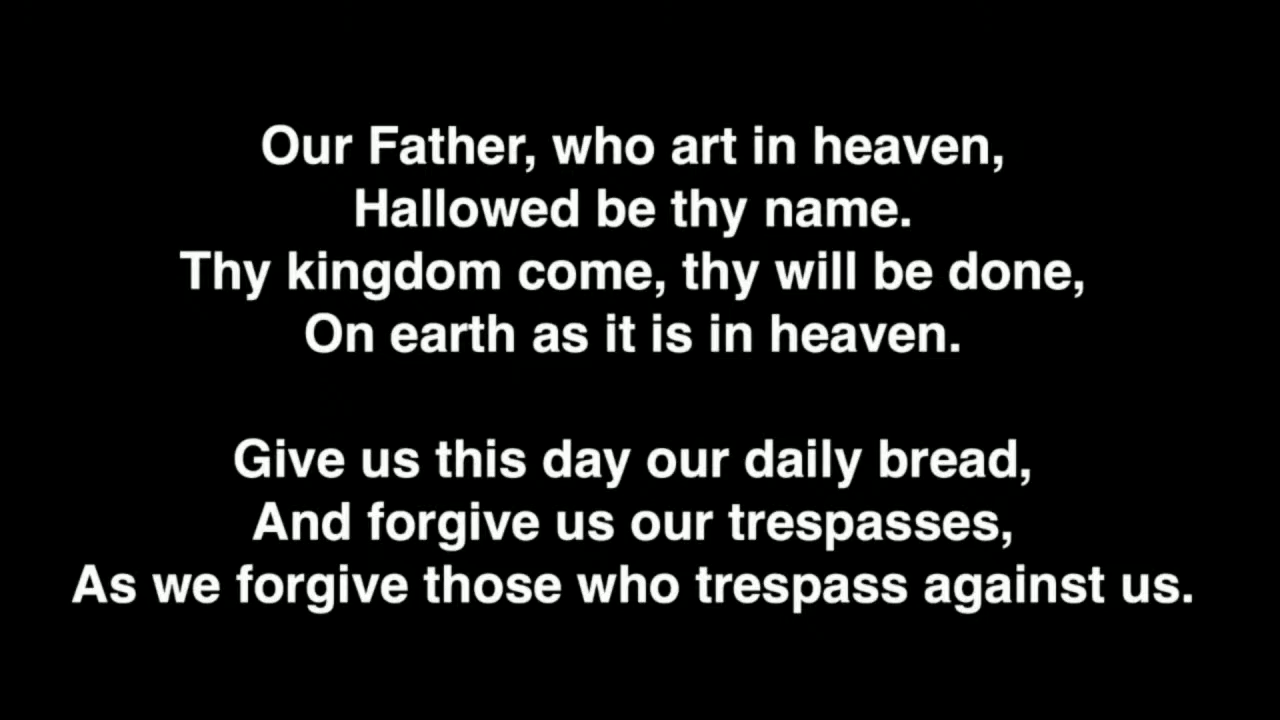 Our Father, who art in heaven,
Hallowed be thy name.
Thy kingdom come, thy will be done,
On earth as it is in heaven.
Give us this day our daily bread,
And forgive us our trespasses,
As we forgive those who trespass against us.